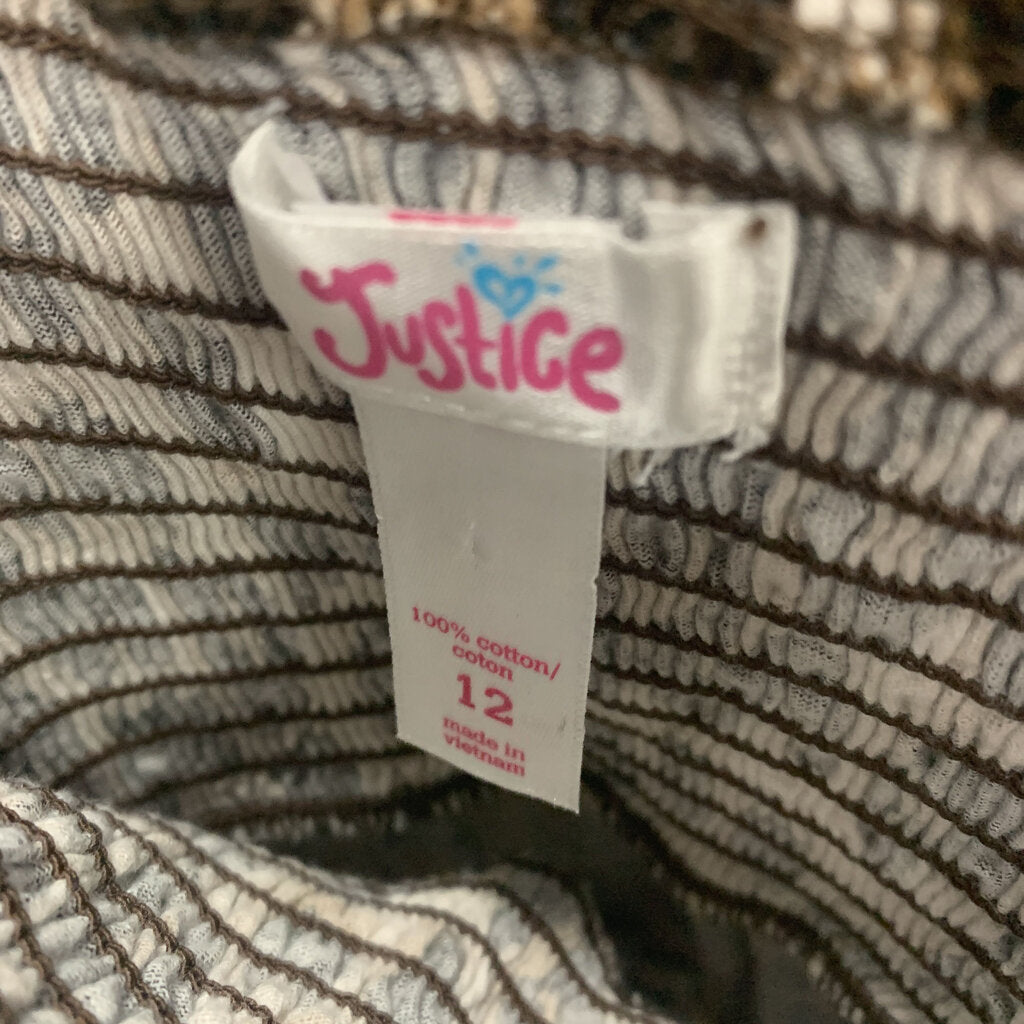 Justice
100% cotton/
coton
12
made in
vietnam